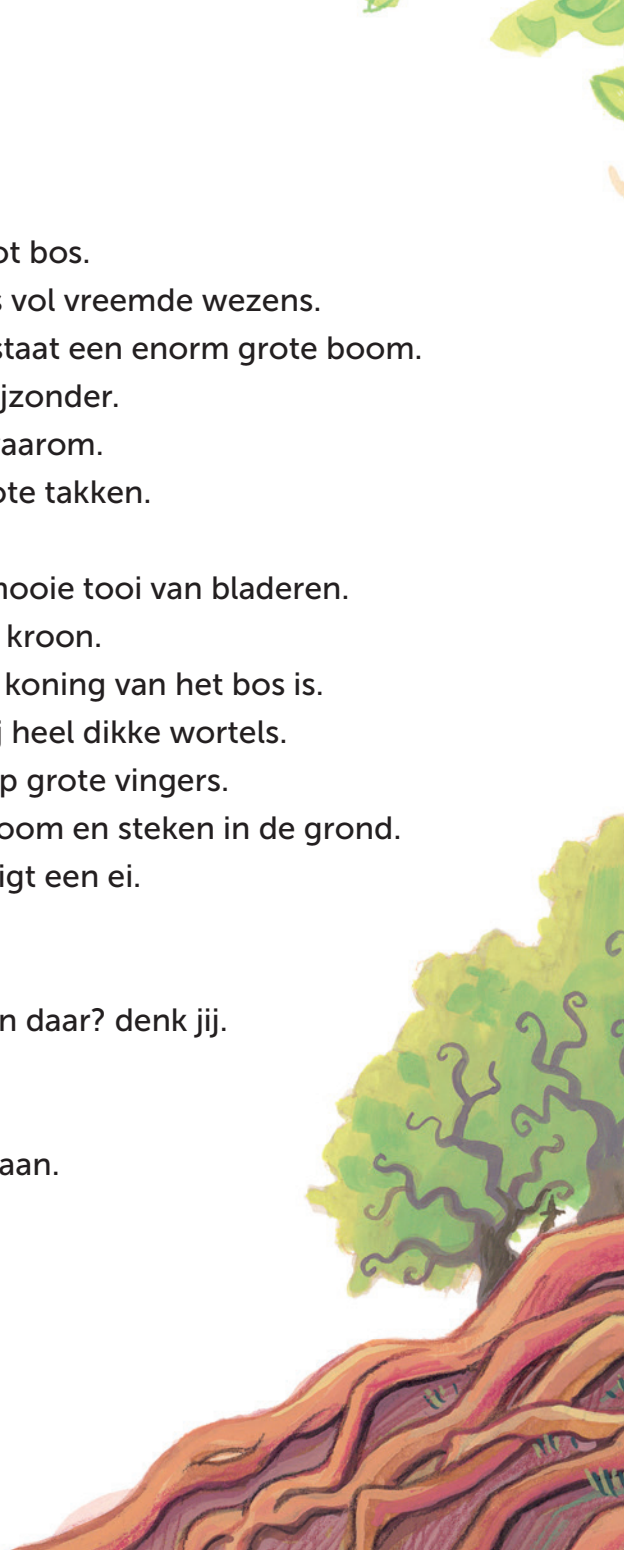 ot bos.
s vol vreemde wezens.
staat een enorm grote boom.
jzonder.
aarom.
ote takken.
nooie tooi van bladeren.
kroon.
koning van het bos is.
j heel dikke wortels.
p grote vingers.
oom en steken in de grond.
igt een ei.
n daar? denk jij.
aan.